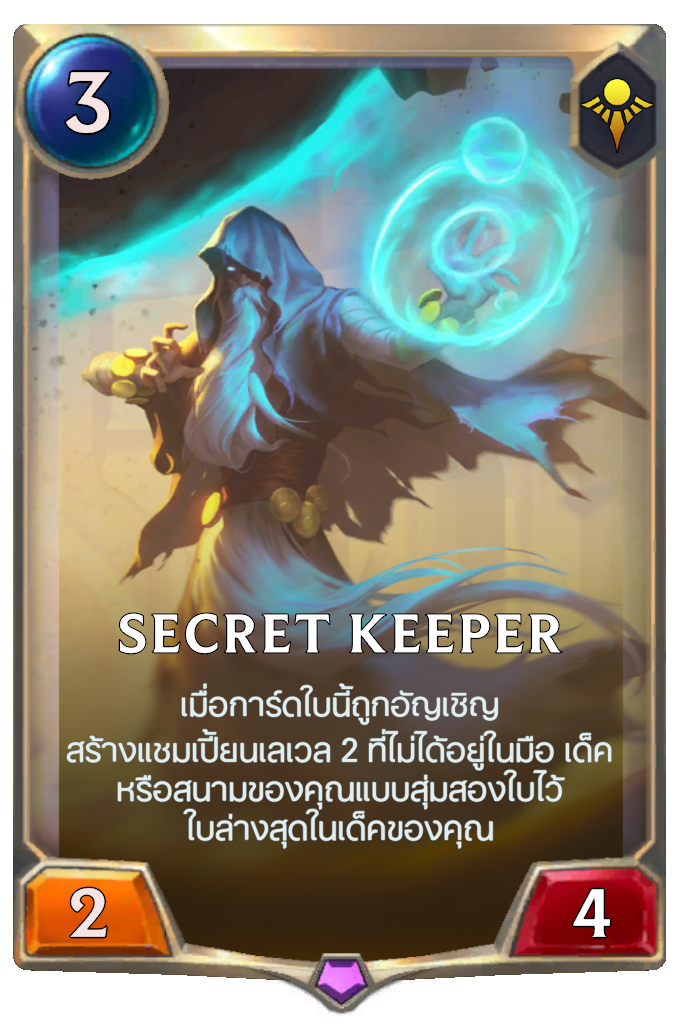 3
SECRET KEEPER
เมื่อการ์ดใบนี้ถูกอัญเชิญ
สร้างแชมเปี้ยนเลเวล 2 ที่ไม่ได้อยู่ในมือ เด็ค
หรือสนามของคุณแบบสุ่มสองใบไว้
ใบล่างสุดในเด็คของคุณ
2
4